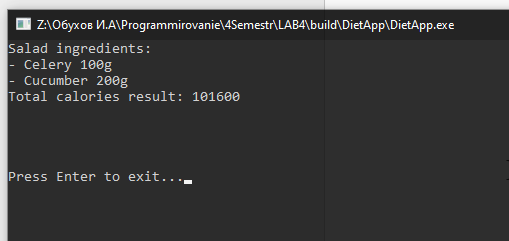 Z:\Обухов И.А\Programmirovanie\4Semestr\LAB4\build\DietApp\DietApp.exe
Salad ingredients:
- Celery 100g
- Cucumber 200g
Total calories result: 101600
Press Enter to exit...